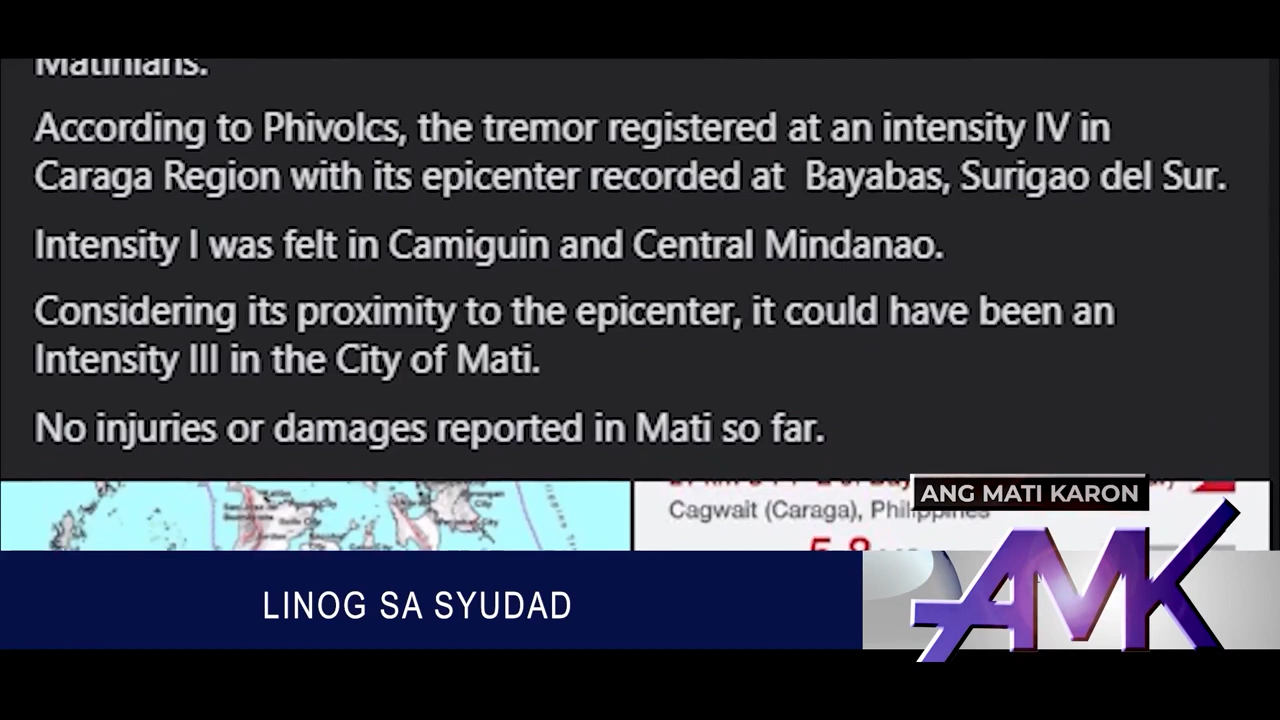 Matinians.
According to Phivolcs, the tremor registered at an intensity IV in
Caraga Region with its epicenter recorded at Bayabas, Surigao del Sur.
Intensity I was felt in Camiguin and Central Mindanao.
Considering its proximity to the epicenter, it could have been an
Intensity III in the City of Mati.
No injuries or damages reported in Mati so far.
Cagwait (Caraga), Philippines
5.8
ANG MATI KARON
AMK
LINOG SA SYUDAD